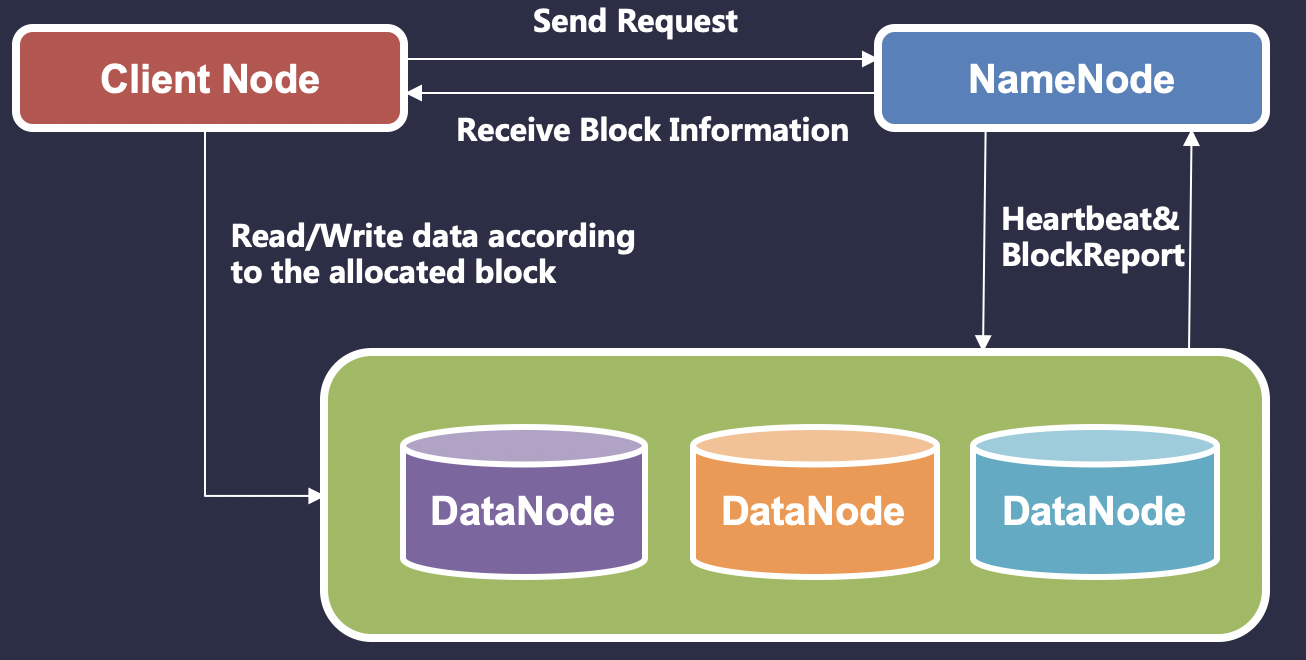 Send Request
Client Node
NameNode
Receive Block Information
Read/Write data according
to the allocated block
Heartbeat&
BlockReport
DataNode
DataNode
DataNode